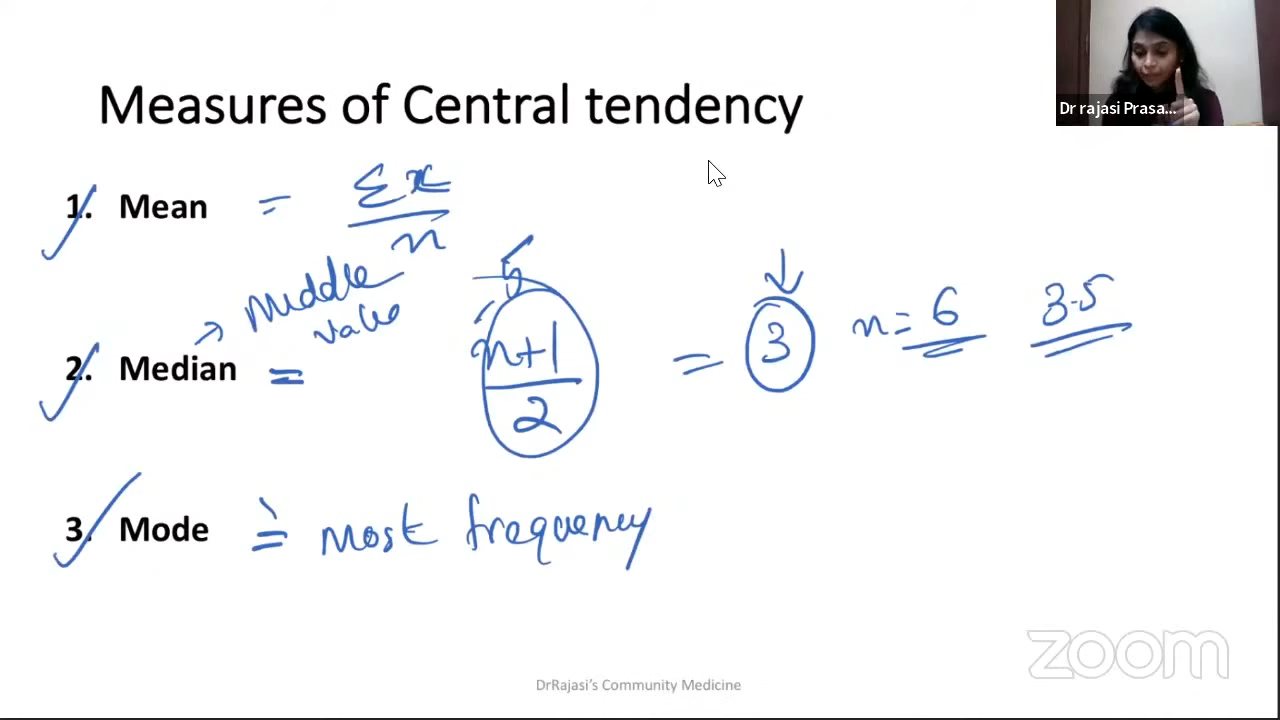 Dr rajasi Prasa...
Measures of Central tendency
1. Mean = Σx
n
→ Middle
value
5
2. Median = n+1
2
= 3 n = 6 3.5
3. Mode = most frequency
zoom
DrRajasi's Community Medicine